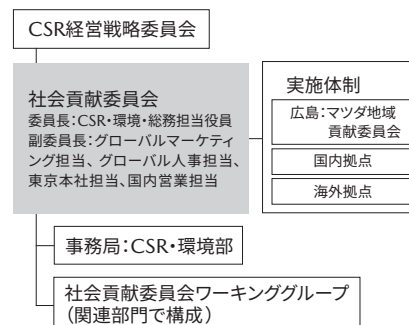 CSR経営戦略委員会
社会貢献委員会
委員長：CSR・環境・総務担当役員
副委員長：グローバルマーケティ
ング担当、グローバル人事担当、
東京本社担当、国内営業担当
実施体制
広島：マツダ地域
貢献委員会
国内拠点
海外拠点
事務局：CSR・環境部
社会貢献委員会ワーキンググループ
（関連部門で構成）